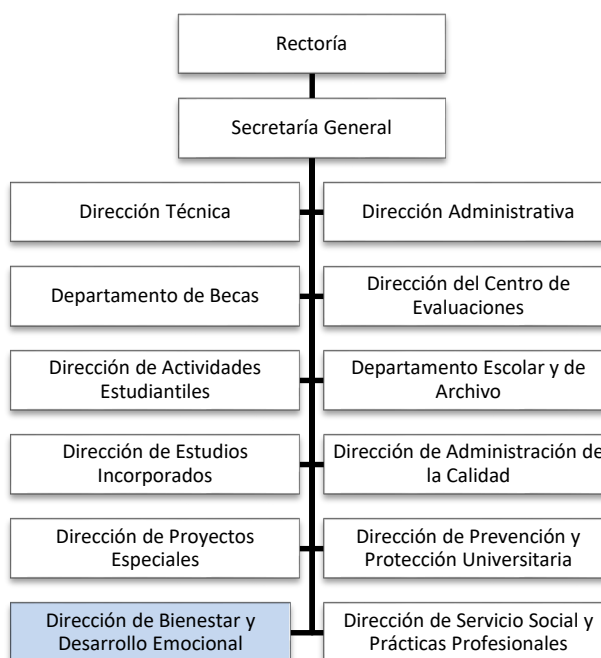 Rectoría
Secretaría General
Dirección Técnica
Dirección Administrativa
Departamento de Becas
Dirección del Centro de
Evaluaciones
Dirección de Actividades
Estudiantiles
Departamento Escolar y de
Archivo
Dirección de Estudios
Incorporados
Dirección de Administración de
la Calidad
Dirección de Proyectos
Especiales
Dirección de Prevención y
Protección Universitaria
Dirección de Bienestar y
Desarrollo Emocional
Dirección de Servicio Social y
Prácticas Profesionales